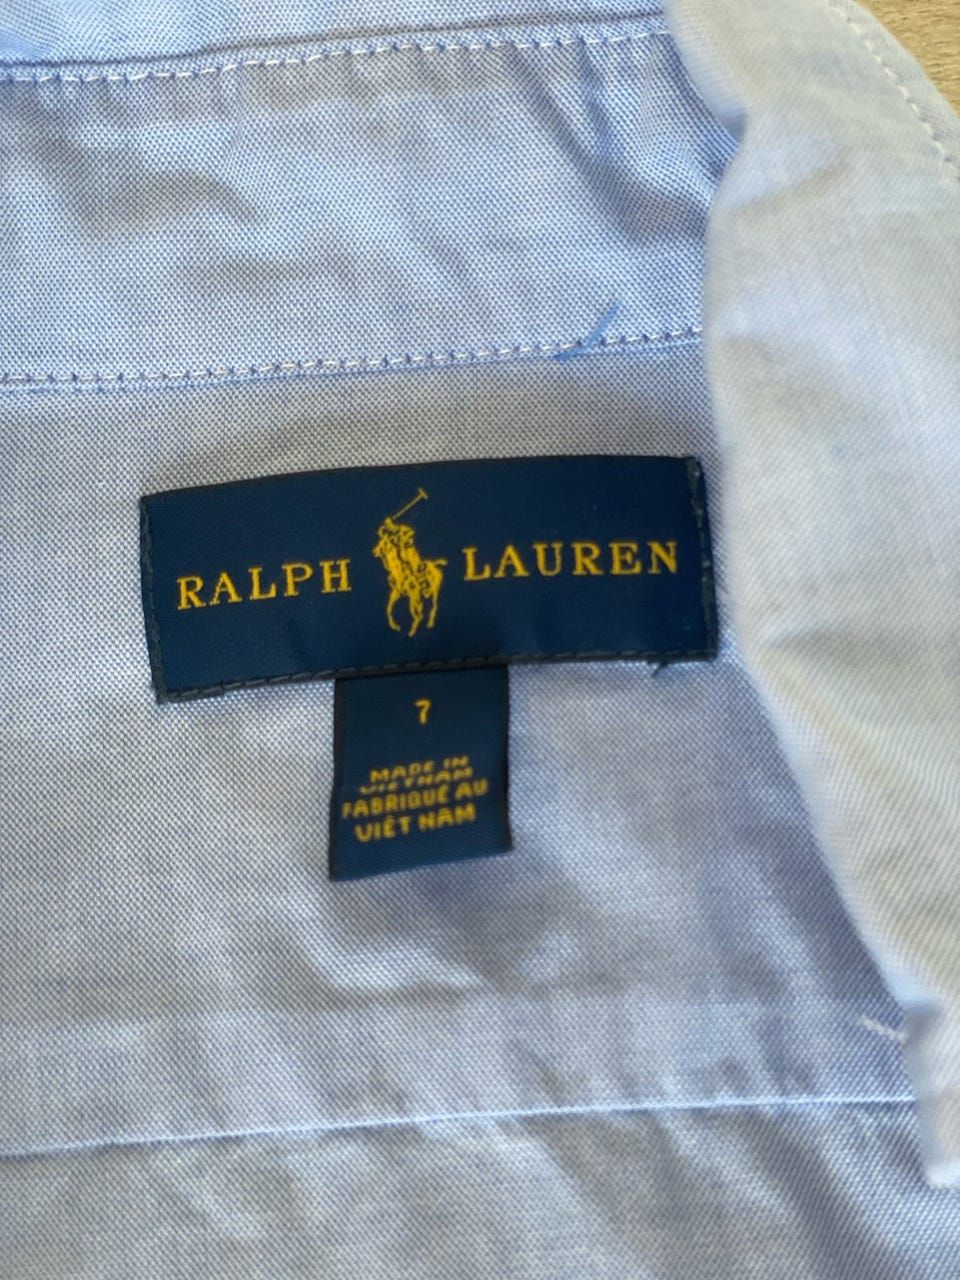 RALPH LAUREN
7
MADE IN
VIETNAM
FABRIQUÉ AU
VIÊT NAM